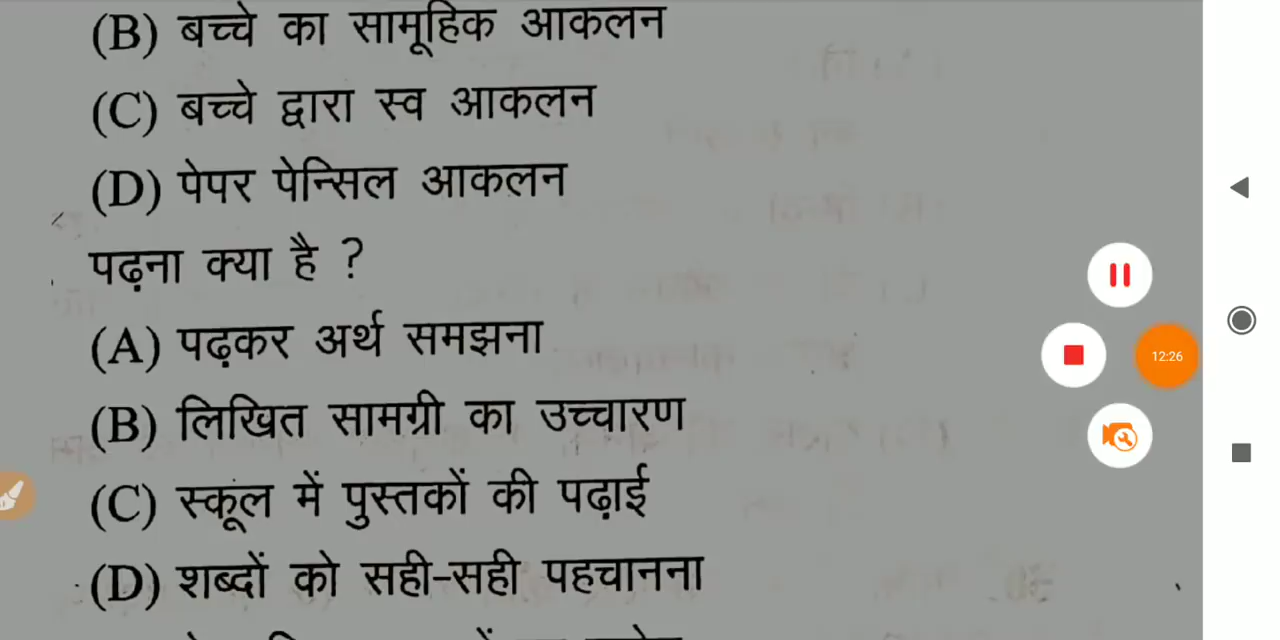 (B) बच्चे का सामूहिक आकलन
(C) बच्चे द्वारा स्व आकलन
(D) पेपर पेन्सिल आकलन
पढ़ना क्या है ?
(A) पढ़कर अर्थ समझना
(B) लिखित सामग्री का उच्चारण
(C) स्कूल में पुस्तकों की पढ़ाई
(D) शब्दों को सही-सही पहचानना
12:26